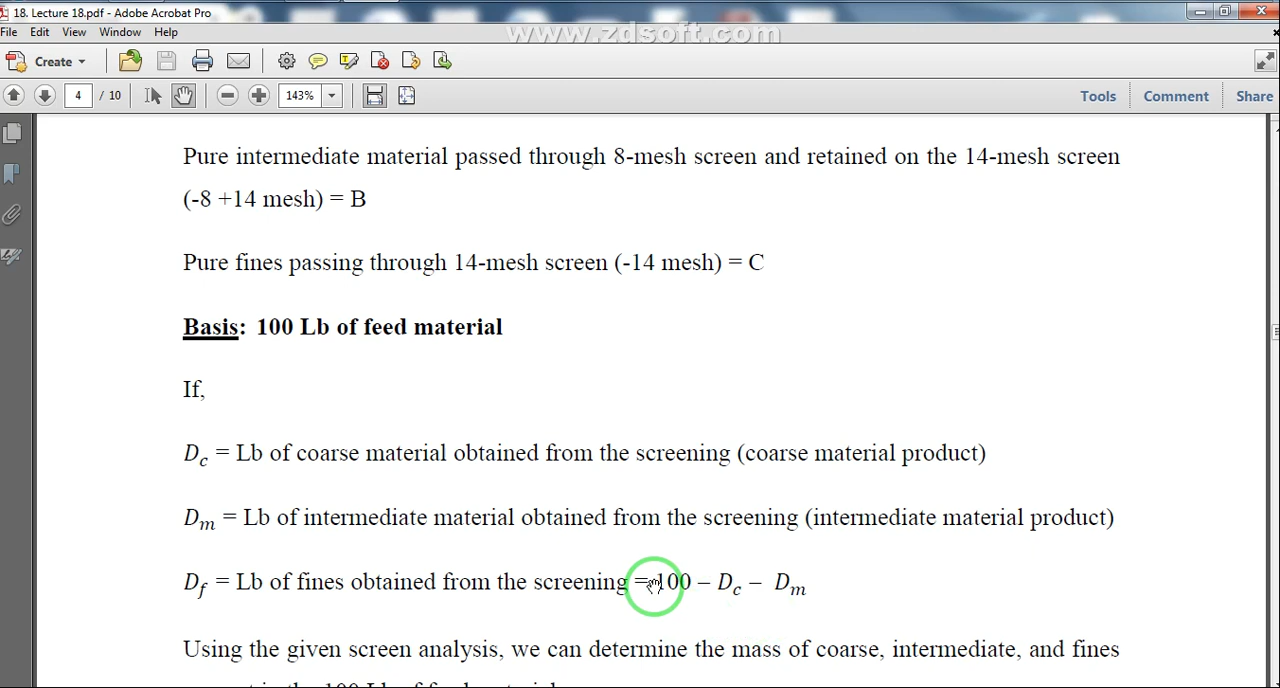 18. Lecture 18.pdf - Adobe Acrobat Pro
www.zdsoft.com
File Edit View Window Help
Create
4 / 10 143% Tools Comment Share
Pure intermediate material passed through 8-mesh screen and retained on the 14-mesh screen
(-8 +14 mesh) = B
Pure fines passing through 14-mesh screen (-14 mesh) = C
Basis: 100 Lb of feed material
If,
D_c = Lb of coarse material obtained from the screening (coarse material product)
D_m = Lb of intermediate material obtained from the screening (intermediate material product)
D_f = Lb of fines obtained from the screening = 100 – D_c – D_m
Using the given screen analysis, we can determine the mass of coarse, intermediate, and fines